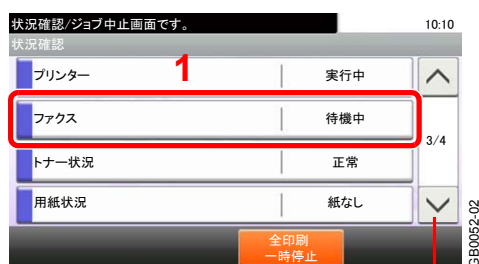 状況確認/ジョブ中止画面です。 10:10
状況確認
1
プリンター 実行中
ファクス 待機中
3/4
トナー状況 正常
用紙状況 紙なし
全印刷
一時停止
GB0052-02